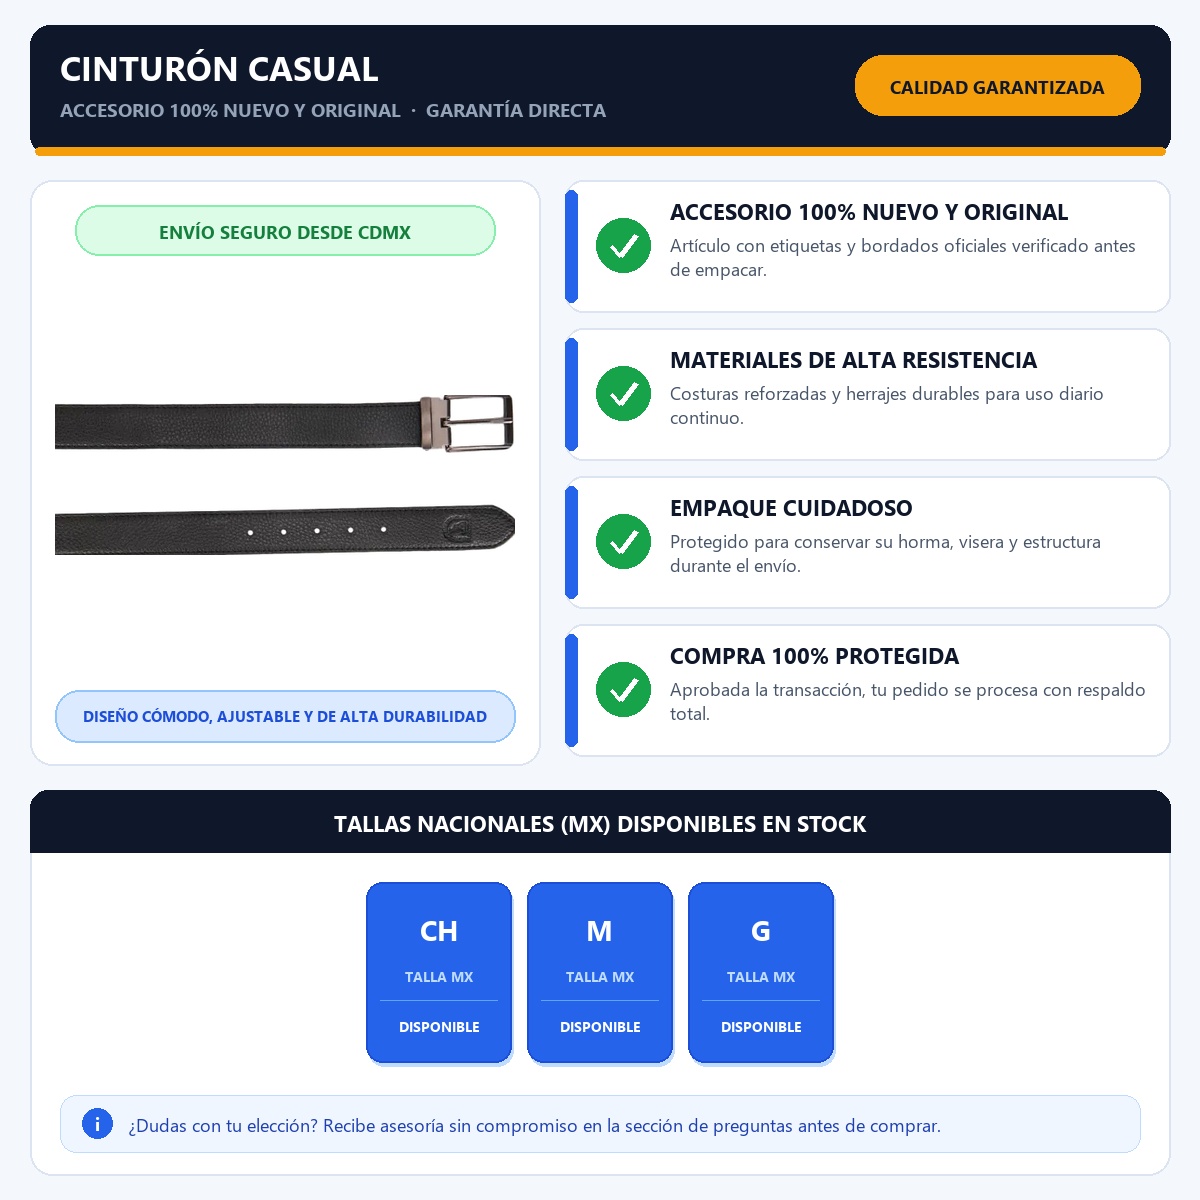 CINTURÓN CASUAL
ACCESORIO 100% NUEVO Y ORIGINAL · GARANTÍA DIRECTA
CALIDAD GARANTIZADA
ENVÍO SEGURO DESDE CDMX
DISEÑO CÓMODO, AJUSTABLE Y DE ALTA DURABILIDAD
ACCESORIO 100% NUEVO Y ORIGINAL
Artículo con etiquetas y bordados oficiales verificado antes
de empacar.
MATERIALES DE ALTA RESISTENCIA
Costuras reforzadas y herrajes durables para uso diario
continuo.
EMPAQUE CUIDADOSO
Protegido para conservar su horma, visera y estructura
durante el envío.
COMPRA 100% PROTEGIDA
Aprobada la transacción, tu pedido se procesa con respaldo
total.
TALLAS NACIONALES (MX) DISPONIBLES EN STOCK
CH
TALLA MX
DISPONIBLE
M
TALLA MX
DISPONIBLE
G
TALLA MX
DISPONIBLE
¿Dudas con tu elección? Recibe asesoría sin compromiso en la sección de preguntas antes de comprar.